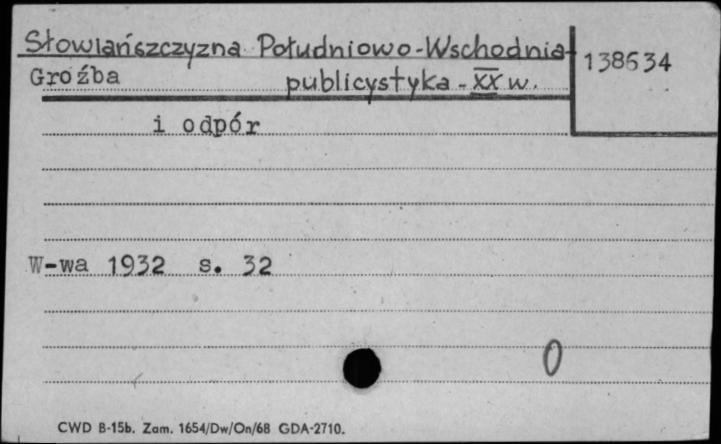 Słowiańszczyzna Południowo-Wschodnia-
138634
Groźba publicystyka - XX w.
i odpór
W-wa 1932 s. 32
0
CWD B-15b. Zam. 1654/Dw/On/68 GDA-2710.